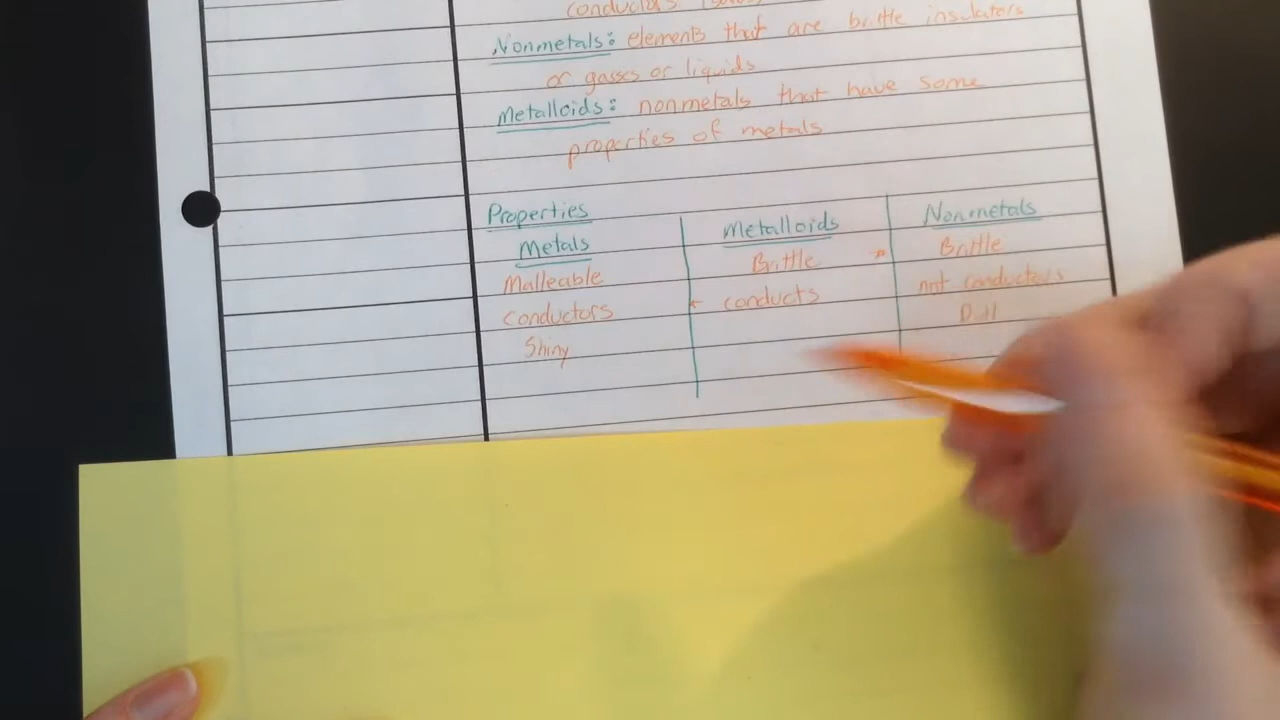 conductors
Nonmetals: elements that are brittle insulators
or gasses or liquids
Metalloids: nonmetals that have some
properties of metals
Properties
Metals
Malleable
Conductors
Shiny
Metalloids
Brittle
conducts
Nonmetals
Brittle
not conductors
Dull